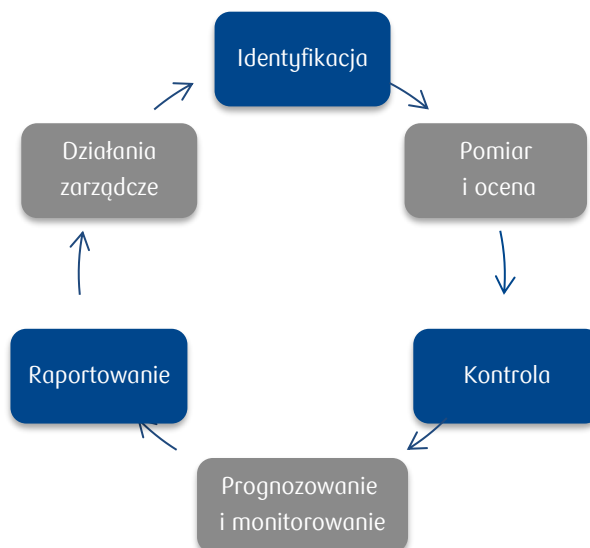 Identyfikacja
Pomiar
i ocena
Kontrola
Prognozowanie
i monitorowanie
Raportowanie
Działania
zarządcze